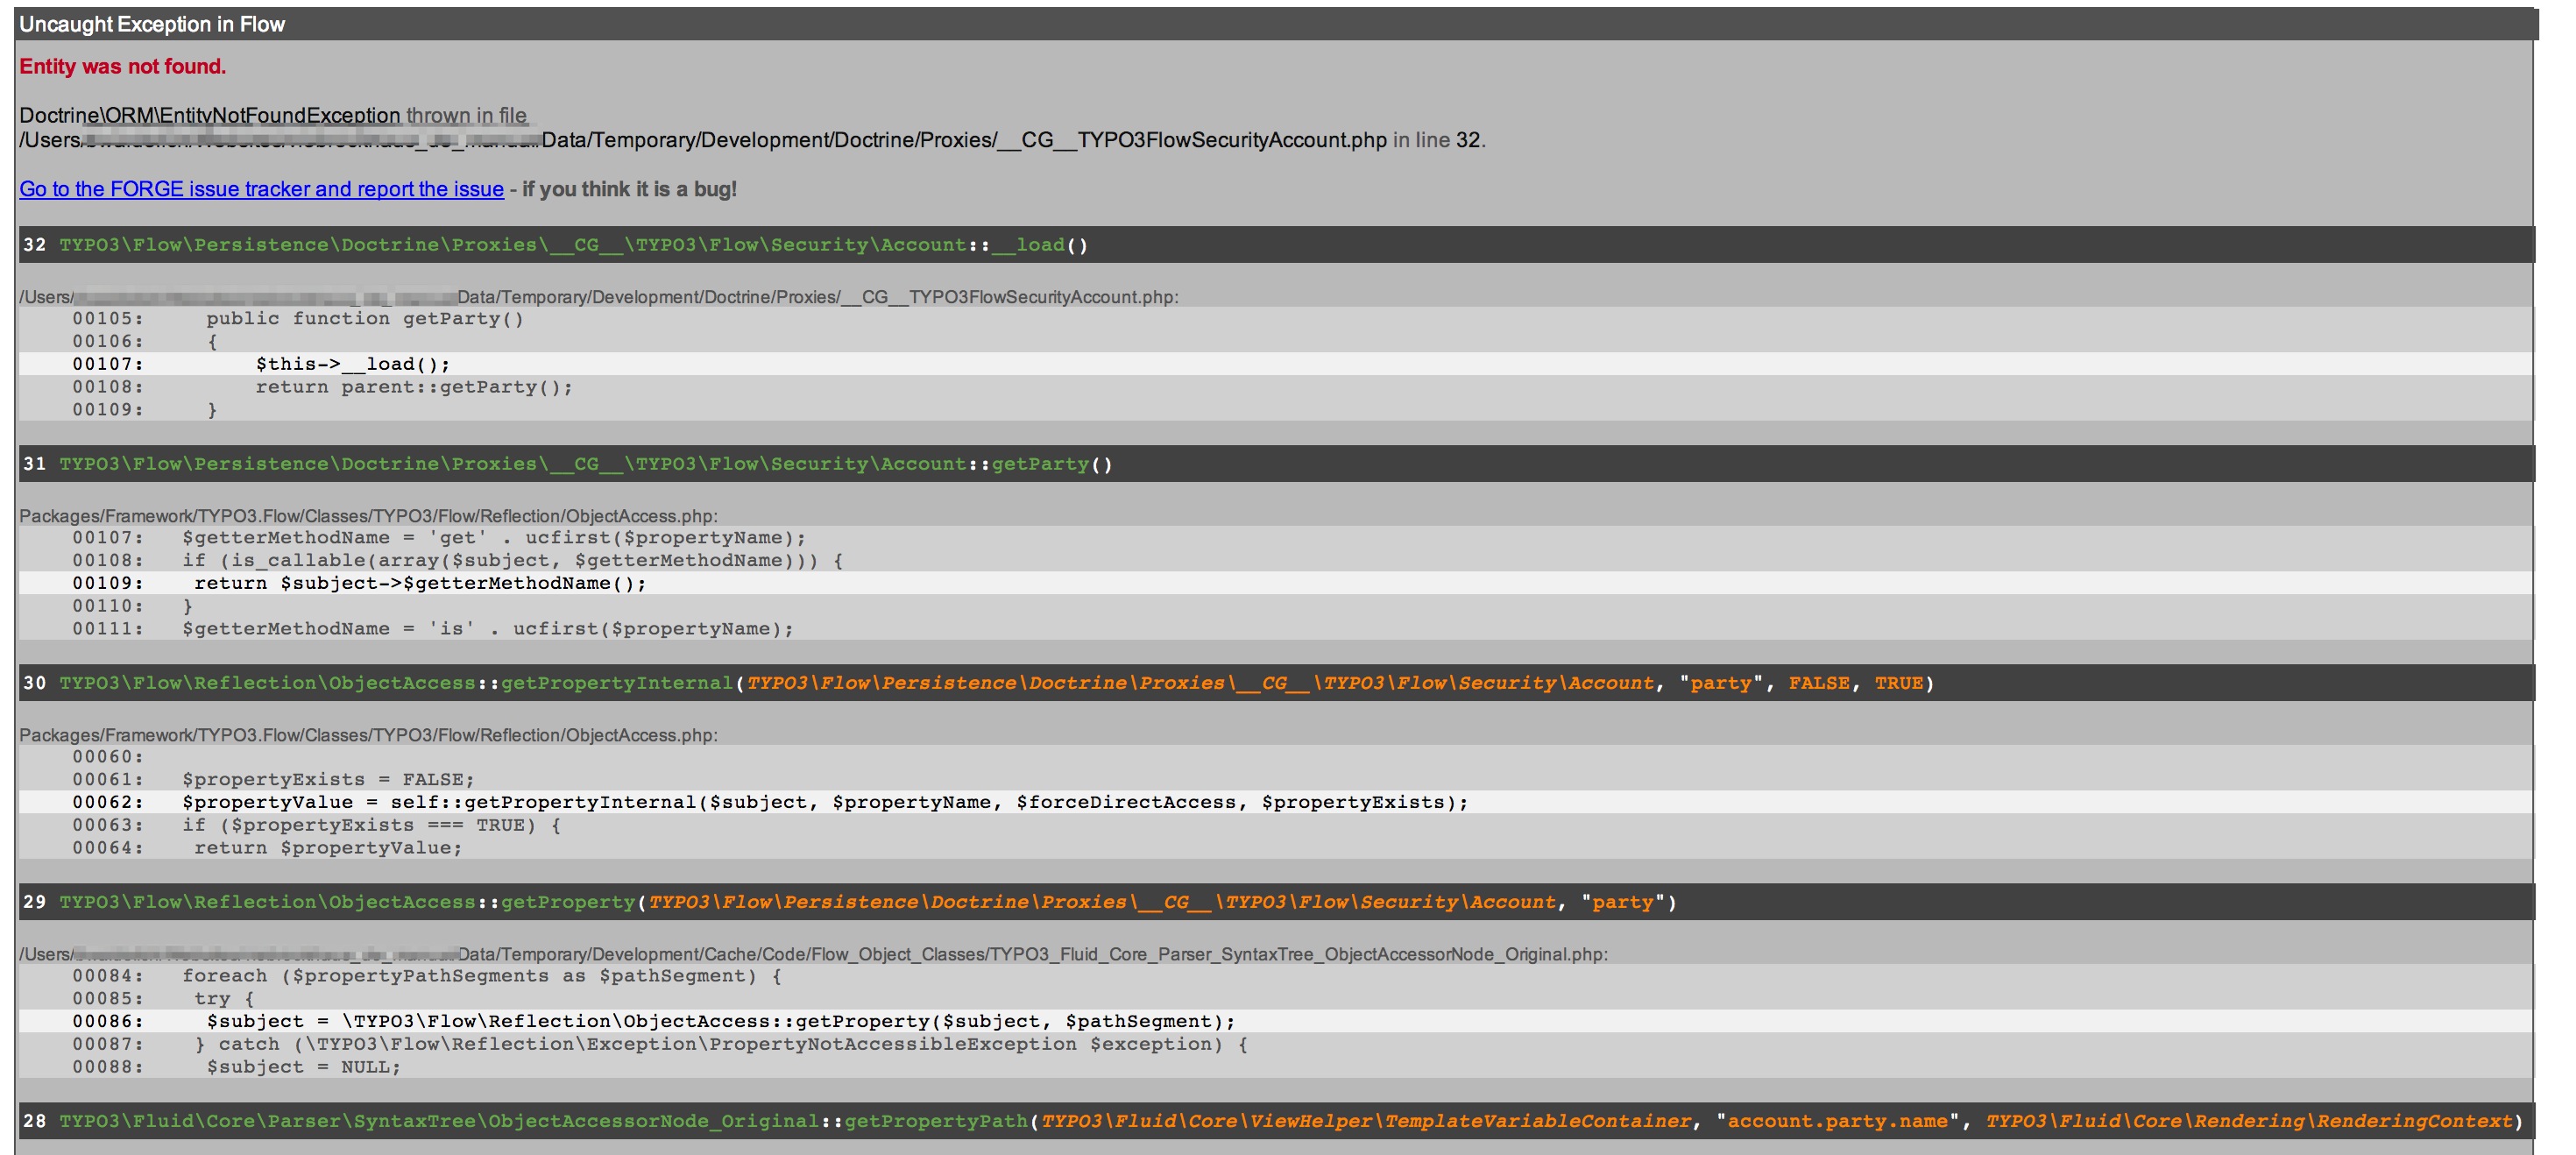 Uncaught Exception in Flow
Entity was not found.
Doctrine\ORM\EntityNotFoundException thrown in file
/Users/ Data/Temporary/Development/Doctrine/Proxies/__CG__TYPO3FlowSecurityAccount.php in line 32.
Go to the FORGE issue tracker and report the issue - if you think it is a bug!
32 TYPO3\Flow\Persistence\Doctrine\Proxies\__CG__\TYPO3\Flow\Security\Account::__load()
/Users/ Data/Temporary/Development/Doctrine/Proxies/__CG__TYPO3FlowSecurityAccount.php:
00105: public function getParty()
00106: {
00107: $this->__load();
00108: return parent::getParty();
00109: }
31 TYPO3\Flow\Persistence\Doctrine\Proxies\__CG__\TYPO3\Flow\Security\Account::getParty()
Packages/Framework/TYPO3.Flow/Classes/TYPO3/Flow/Reflection/ObjectAccess.php:
00107: $getterMethodName = 'get' . ucfirst($propertyName);
00108: if (is_callable(array($subject, $getterMethodName))) {
00109: return $subject->$getterMethodName();
00110: }
00111: $getterMethodName = 'is' . ucfirst($propertyName);
30 TYPO3\Flow\Reflection\ObjectAccess::getPropertyInternal(TYPO3\Flow\Persistence\Doctrine\Proxies\__CG__\TYPO3\Flow\Security\Account, "party", FALSE, TRUE)
Packages/Framework/TYPO3.Flow/Classes/TYPO3/Flow/Reflection/ObjectAccess.php:
00060:
00061: $propertyExists = FALSE;
00062: $propertyValue = self::getPropertyInternal($subject, $propertyName, $forceDirectAccess, $propertyExists);
00063: if ($propertyExists === TRUE) {
00064: return $propertyValue;
29 TYPO3\Flow\Reflection\ObjectAccess::getProperty(TYPO3\Flow\Persistence\Doctrine\Proxies\__CG__\TYPO3\Flow\Security\Account, "party")
/Users/ Data/Temporary/Development/Cache/Code/Flow_Object_Classes/TYPO3_Fluid_Core_Parser_SyntaxTree_ObjectAccessorNode_Original.php:
00084: foreach ($propertyPathSegments as $pathSegment) {
00085: try {
00086: $subject = \TYPO3\Flow\Reflection\ObjectAccess::getProperty($subject, $pathSegment);
00087: } catch (\TYPO3\Flow\Reflection\Exception\PropertyNotAccessibleException $exception) {
00088: $subject = NULL;
28 TYPO3\Fluid\Core\Parser\SyntaxTree\ObjectAccessorNode_Original::getPropertyPath(TYPO3\Fluid\Core\ViewHelper\TemplateVariableContainer, "account.party.name", TYPO3\Fluid\Core\Rendering\RenderingContext)